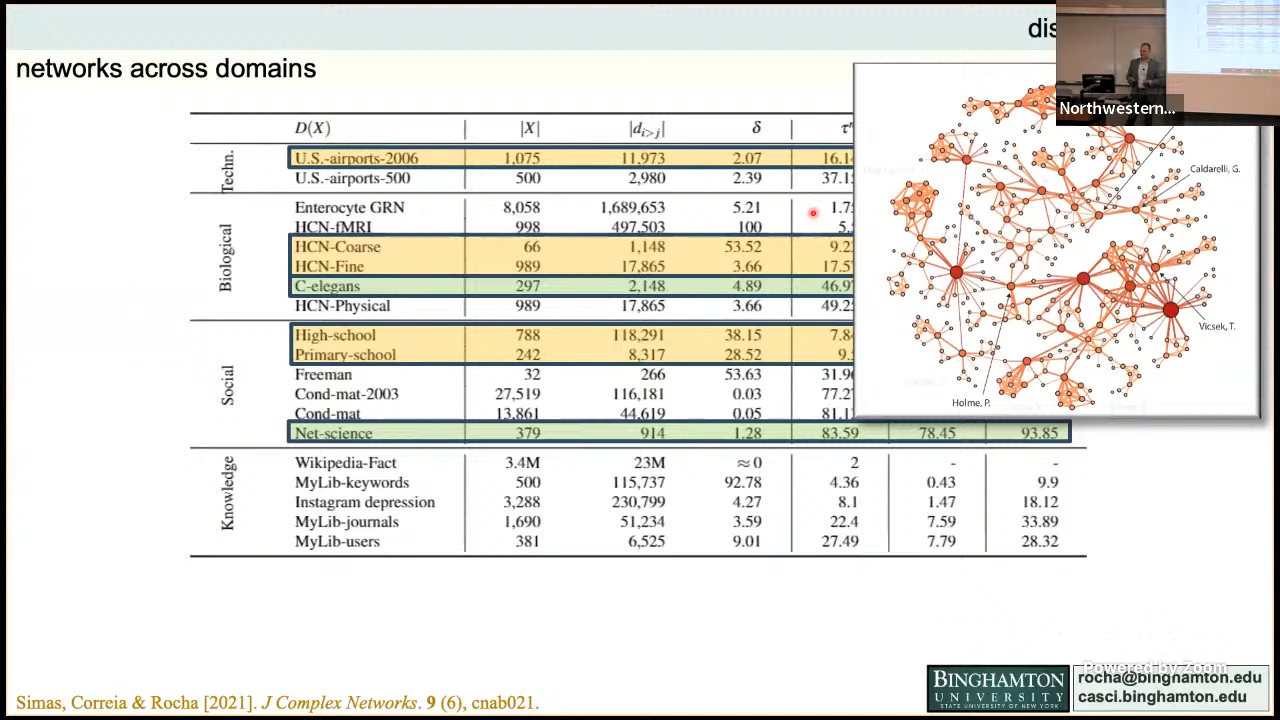 dis
networks across domains
Northwestern...
D(X) |X| |d_{i>j}| δ τ
Techn.
U.S.-airports-2006 1,075 11,973 2.07 16.14
U.S.-airports-500 500 2,980 2.39 37.15
Biological
Enterocyte GRN 8,058 1,689,653 5.21 1.75
HCN-fMRI 998 497,503 100 5.
HCN-Coarse 66 1,148 53.52 9.2
HCN-Fine 989 17,865 3.66 17.5
C-elegans 297 2,148 4.89 46.9
HCN-Physical 989 17,865 3.66 49.2
Social
High-school 788 118,291 38.15 7.8
Primary-school 242 8,317 28.52 9.
Freeman 32 266 53.63 31.9
Cond-mat-2003 27,519 116,181 0.03 77.2
Cond-mat 13,861 44,619 0.05 81.1
Net-science 379 914 1.28 83.59 78.45 93.85
Knowledge
Wikipedia-Fact 3.4M 23M ≈0 2 - -
MyLib-keywords 500 115,737 92.78 4.36 0.43 9.9
Instagram depression 3,288 230,799 4.27 8.1 1.47 18.12
MyLib-journals 1,690 51,234 3.59 22.4 7.59 33.89
MyLib-users 381 6,525 9.01 27.49 7.79 28.32
Caldarelli, G.
Vicsek, T.
Holme, P.
Powered by Zoom
BINGHAMTON
UNIVERSITY
STATE UNIVERSITY OF NEW YORK
rocha@binghamton.edu
casci.binghamton.edu
Simas, Correia & Rocha [2021]. J Complex Networks. 9 (6), cnab021.